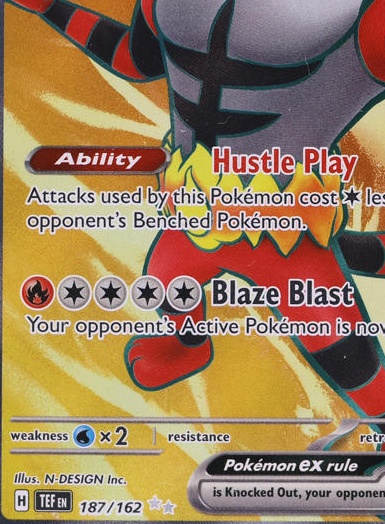 Ability Hustle Play
Attacks used by this Pokémon cost les
opponent's Benched Pokémon.
Blaze Blast
Your opponent's Active Pokémon is nov
weakness ×2 resistance retr
Pokémon ex rule
is Knocked Out, your opponen
Illus. N-DESIGN Inc.
H TEF EN 187/162